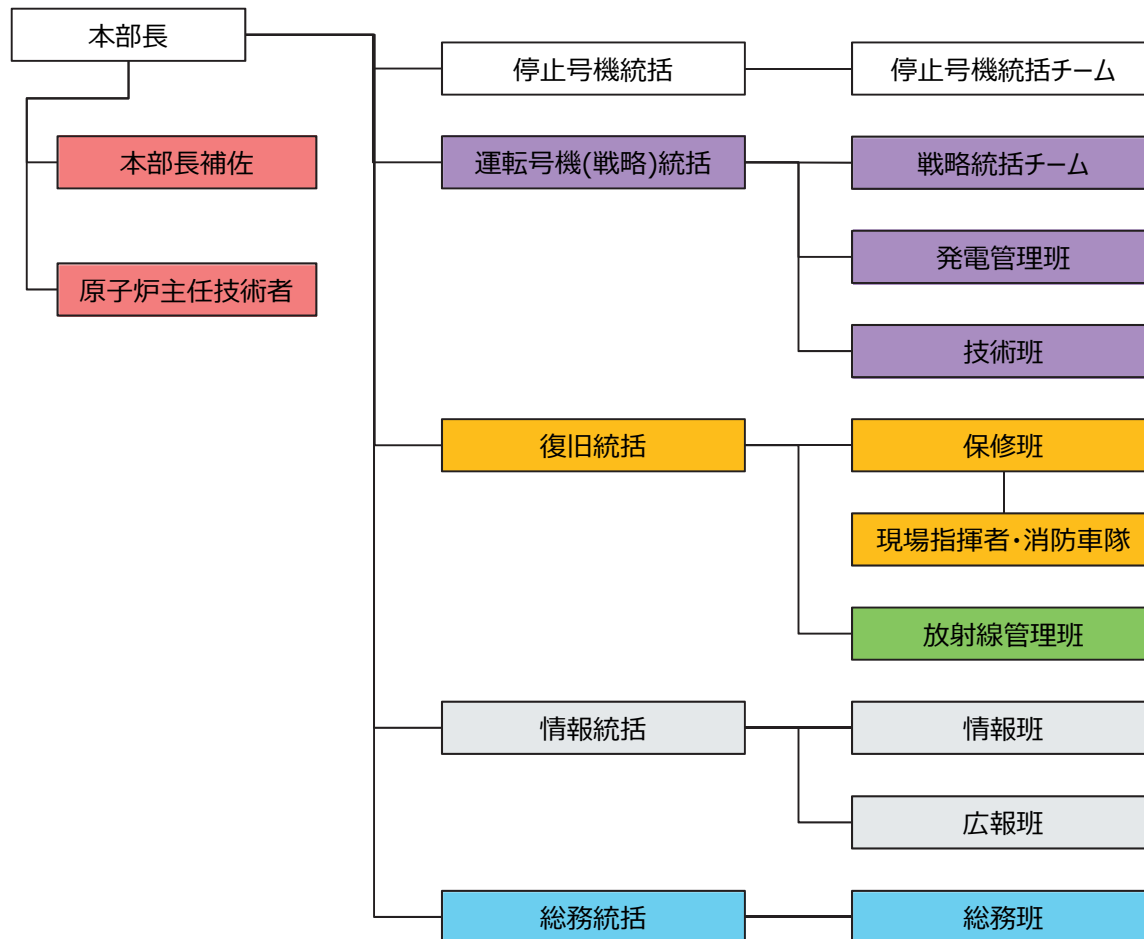 本部長
本部長補佐
原子炉主任技術者
停止号機統括
停止号機統括チーム
運転号機(戦略)統括
戦略統括チーム
発電管理班
技術班
復旧統括
保修班
現場指揮者・消防車隊
放射線管理班
情報統括
情報班
広報班
総務統括
総務班